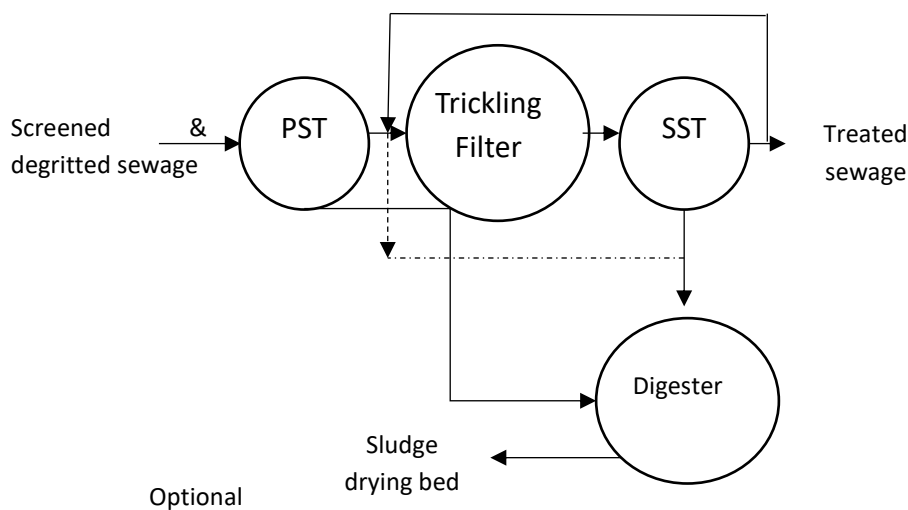 Screened &
degritted sewage
PST
Trickling
Filter
SST
Treated
sewage
Digester
Sludge
drying bed
Optional